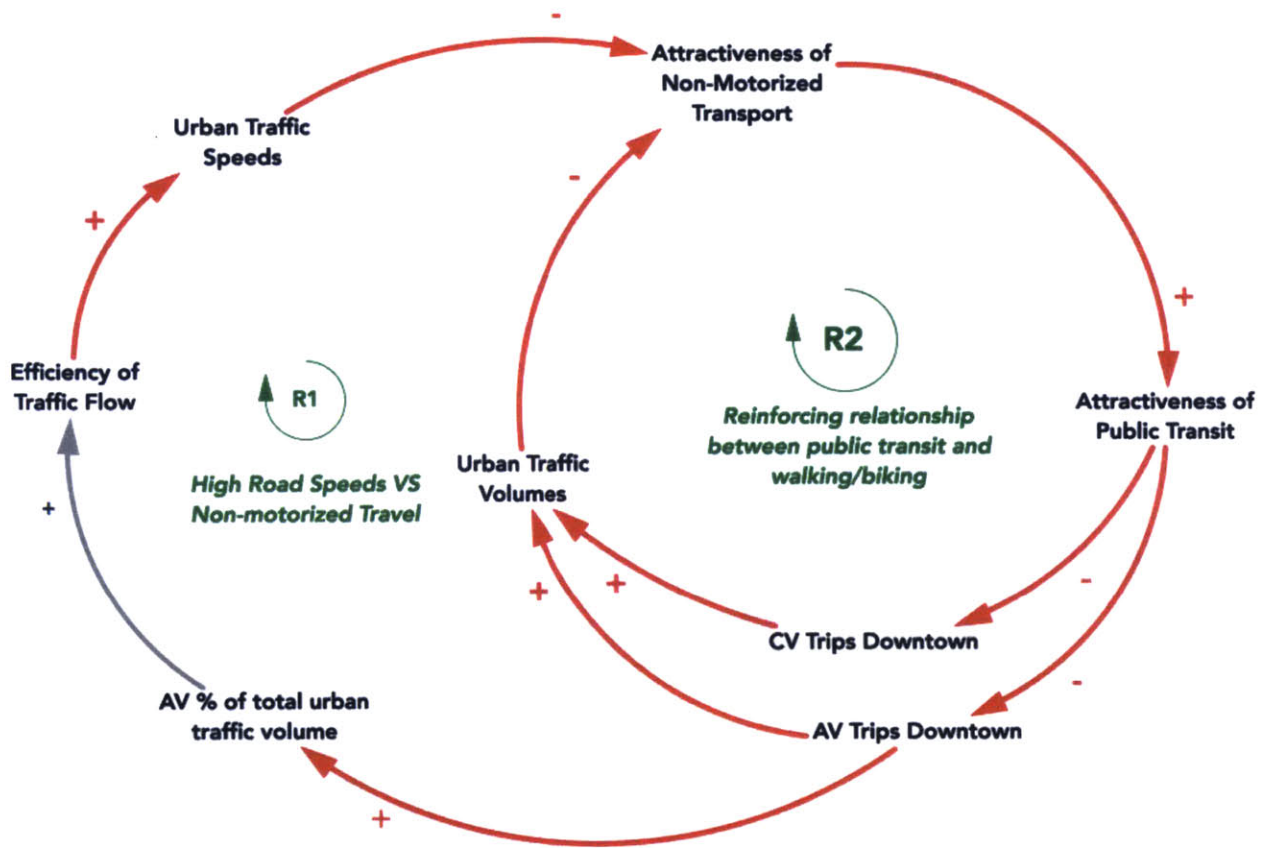 -
Attractiveness of
Non-Motorized
Transport
Urban Traffic
Speeds
-
+
+
R2
Efficiency of
Traffic Flow
R1
Attractiveness of
Public Transit
Reinforcing relationship
between public transit and
walking/biking
Urban Traffic
Volumes
High Road Speeds VS
Non-motorized Travel
+
+
+
-
CV Trips Downtown
-
AV % of total urban
traffic volume
AV Trips Downtown
+